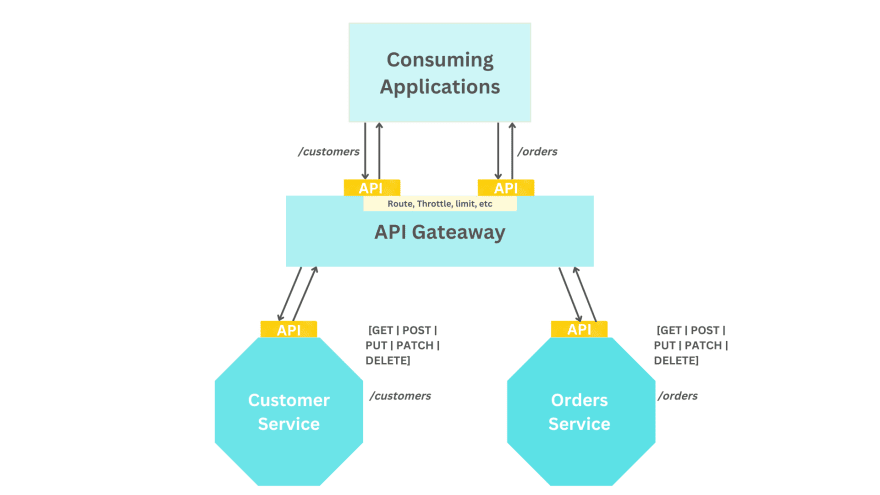 Consuming
Applications
/customers
/orders
API
API
Route, Throttle, limit, etc
API Gateaway
API
[GET | POST |
PUT | PATCH |
DELETE]
/customers
Customer
Service
API
[GET | POST |
PUT | PATCH |
DELETE]
/orders
Orders
Service